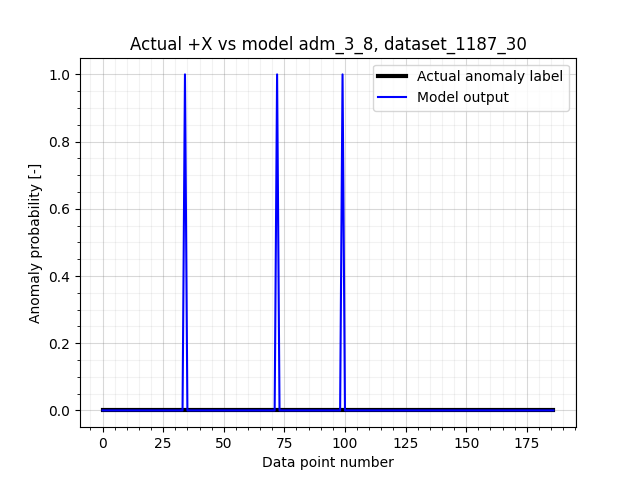 Actual +X vs model adm_3_8, dataset_1187_30
Actual anomaly label
Model output
1.0
0.8
0.6
0.4
0.2
0.0
Anomaly probability [-]
0 25 50 75 100 125 150 175
Data point number